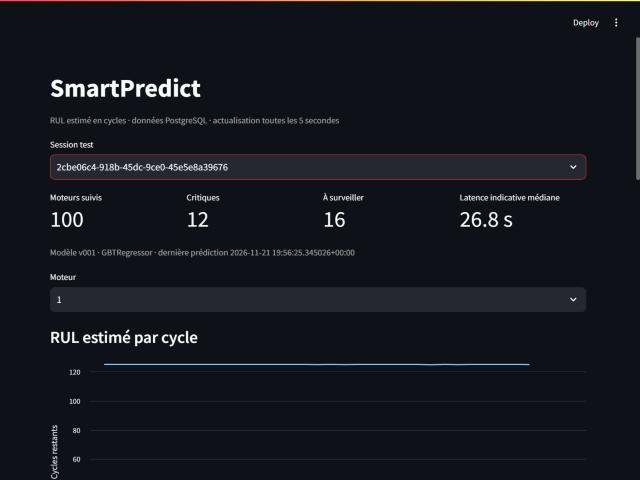 Deploy
SmartPredict
RUL estimé en cycles · données PostgreSQL · actualisation toutes les 5 secondes
Session test
2cbe06c4-918b-45dc-9ce0-45e5e8a39676
Moteurs suivis Critiques À surveiller Latence indicative médiane
100 12 16 26.8 s
Modèle v001 · GBTRegressor · dernière prédiction 2026-11-21 19:56:25.345026+00:00
Moteur
1
RUL estimé par cycle
120
100
80
60
Cycles restants